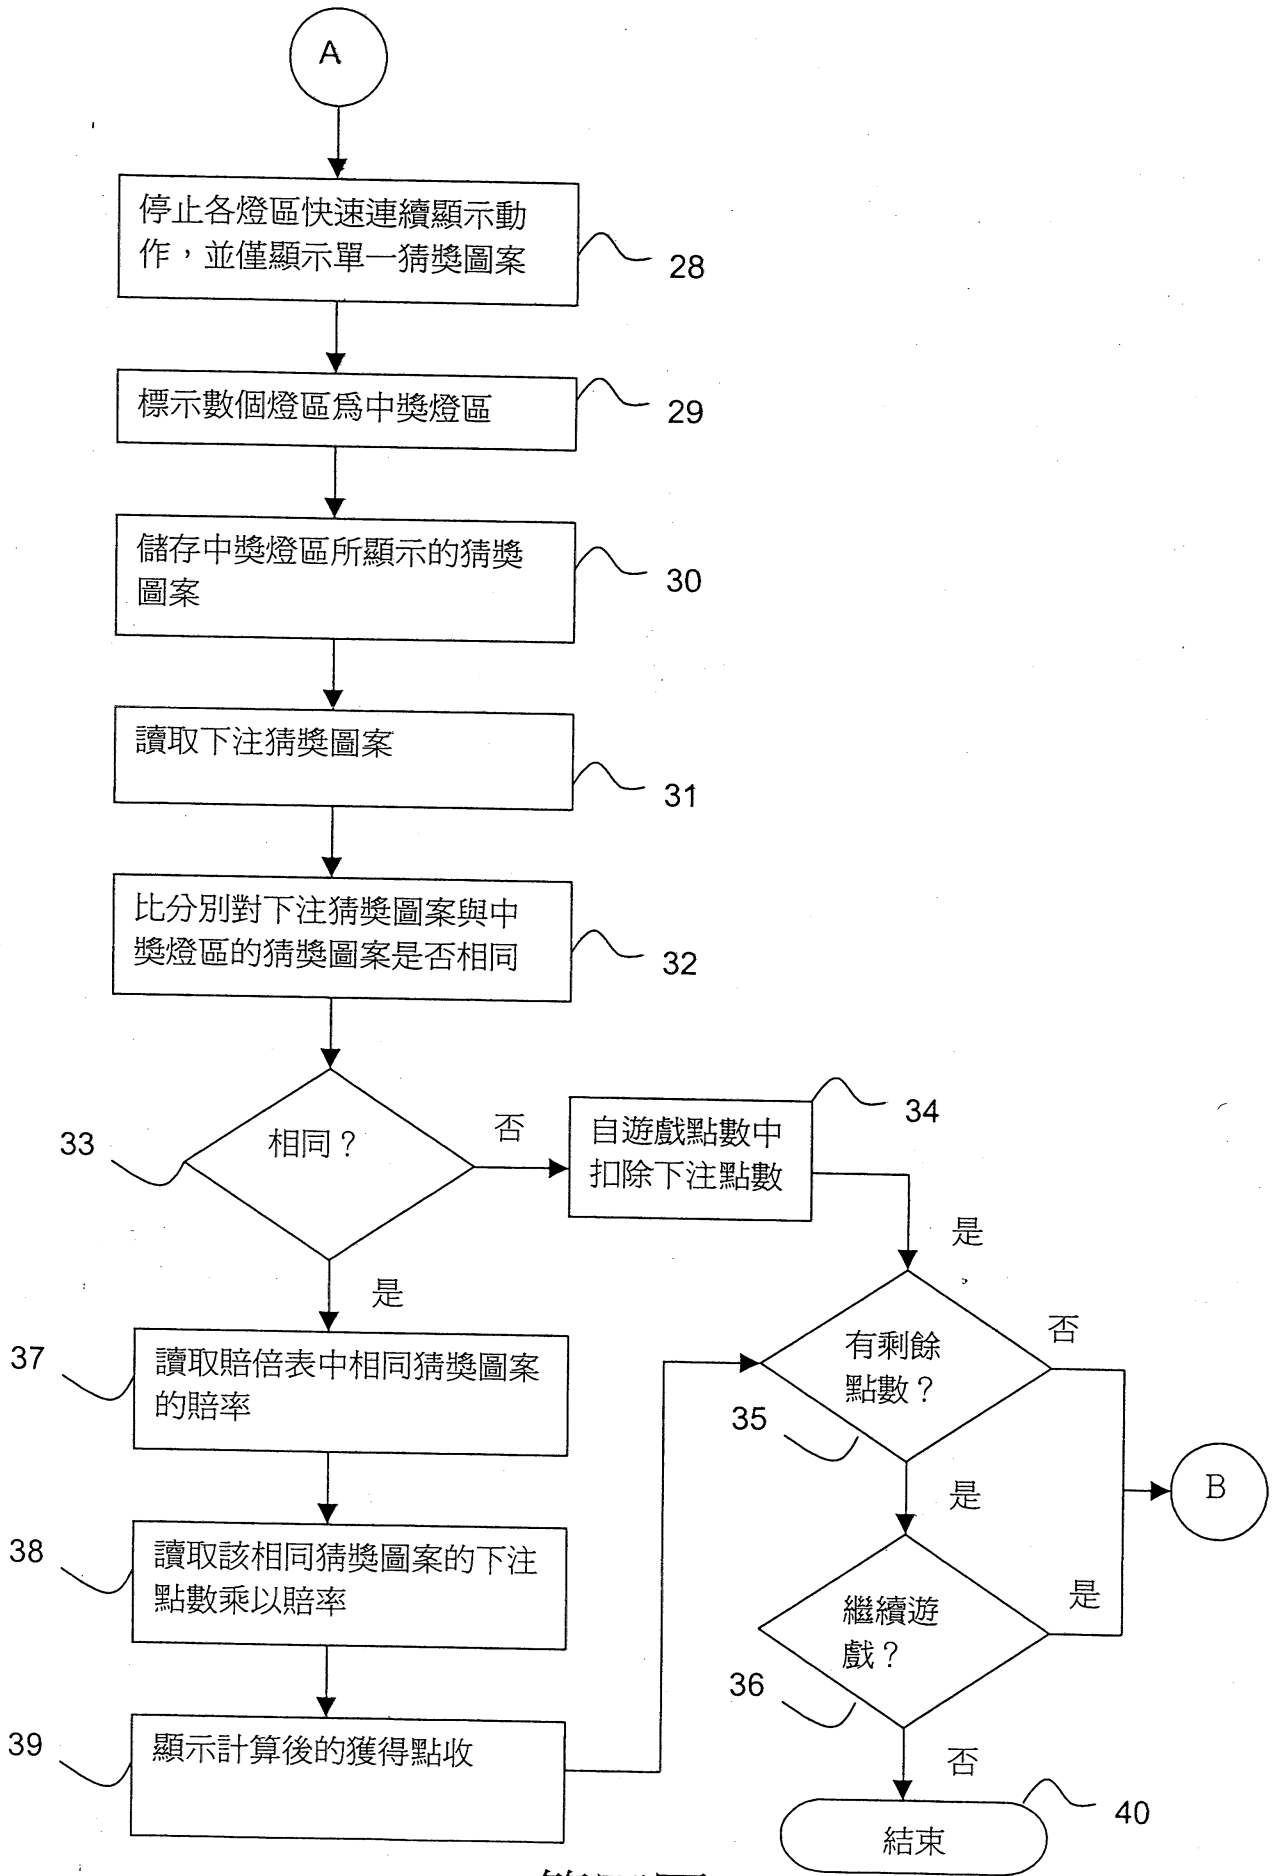 A
停止各燈區快速連續顯示動
作，並僅顯示單一猜獎圖案
28
標示數個燈區為中獎燈區
29
儲存中獎燈區所顯示的猜獎
圖案
30
讀取下注猜獎圖案
31
比分別對下注猜獎圖案與中
獎燈區的猜獎圖案是否相同
32
相同？
33
否
自遊戲點數中
扣除下注點數
34
是
是
有剩餘
點數？
否
35
讀取賠倍表中相同猜獎圖案
的賠率
37
是
B
讀取該相同猜獎圖案的下注
點數乘以賠率
38
繼續遊
戲？
是
36
顯示計算後的獲得點收
39
否
結束
40